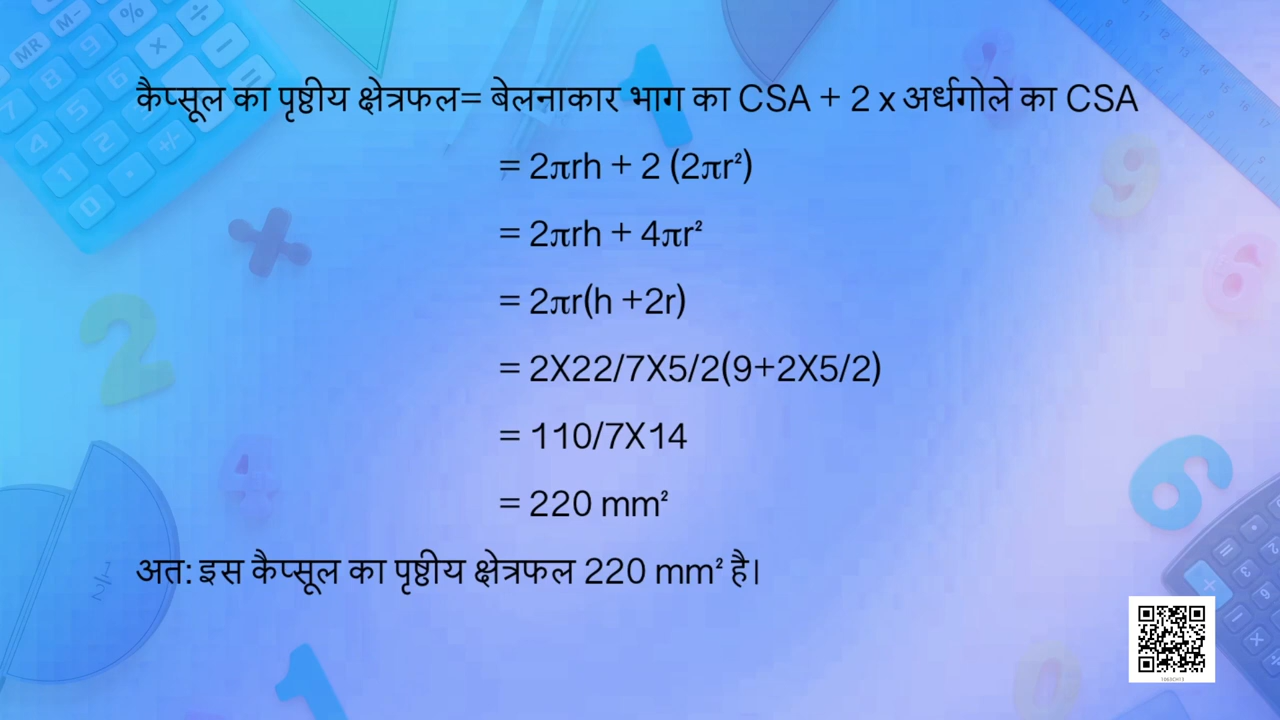 कैप्सूल का पृष्ठीय क्षेत्रफल= बेलनाकार भाग का CSA + 2 x अर्धगोले का CSA
= 2πrh + 2 (2πr²)
= 2πrh + 4πr²
= 2πr(h +2r)
= 2X22/7X5/2(9+2X5/2)
= 110/7X14
= 220 mm²
अत: इस कैप्सूल का पृष्ठीय क्षेत्रफल 220 mm² है।